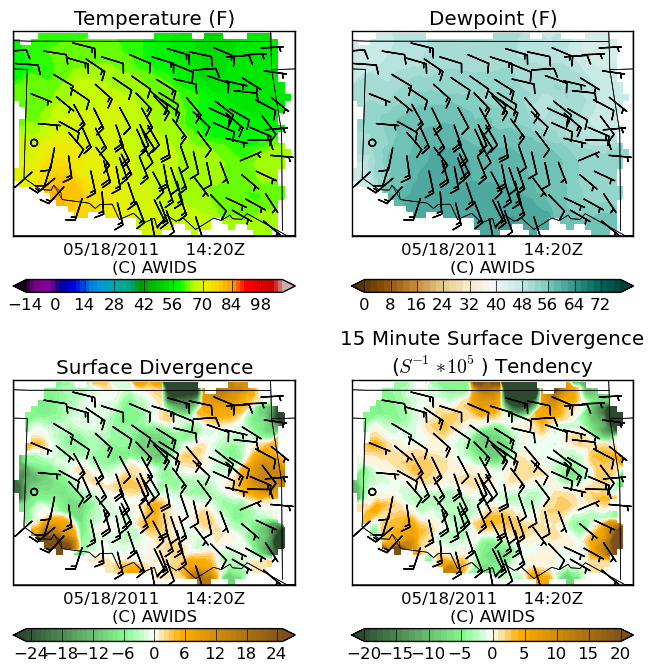 Temperature (F)
Dewpoint (F)
05/18/2011 14:20Z
(C) AWIDS
−14 0 14 28 42 56 70 84 98
05/18/2011 14:20Z
(C) AWIDS
0 8 16 24 32 40 48 56 64 72
Surface Divergence
15 Minute Surface Divergence
(S⁻¹ *10⁵ ) Tendency
05/18/2011 14:20Z
(C) AWIDS
−24 −18 −12 −6 0 6 12 18 24
05/18/2011 14:20Z
(C) AWIDS
−20 −15 −10 −5 0 5 10 15 20